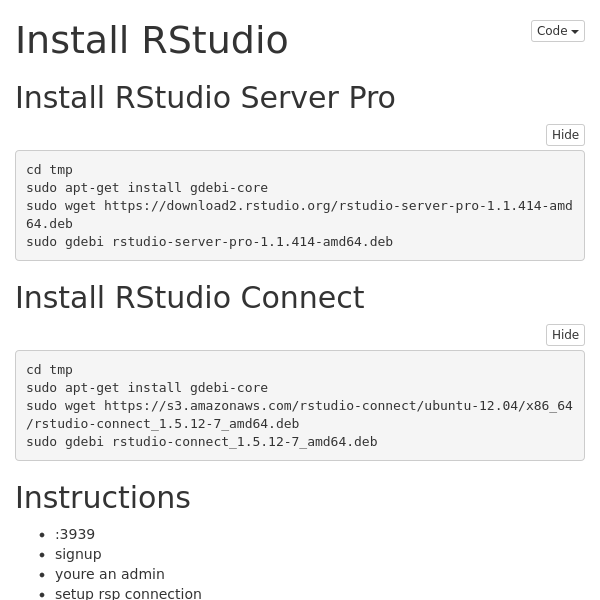 Install RStudio
Code
Install RStudio Server Pro
Hide
cd tmp
sudo apt-get install gdebi-core
sudo wget https://download2.rstudio.org/rstudio-server-pro-1.1.414-amd
64.deb
sudo gdebi rstudio-server-pro-1.1.414-amd64.deb
Install RStudio Connect
Hide
cd tmp
sudo apt-get install gdebi-core
sudo wget https://s3.amazonaws.com/rstudio-connect/ubuntu-12.04/x86_64
/rstudio-connect_1.5.12-7_amd64.deb
sudo gdebi rstudio-connect_1.5.12-7_amd64.deb
Instructions
:3939
signup
youre an admin
setup rsp connection